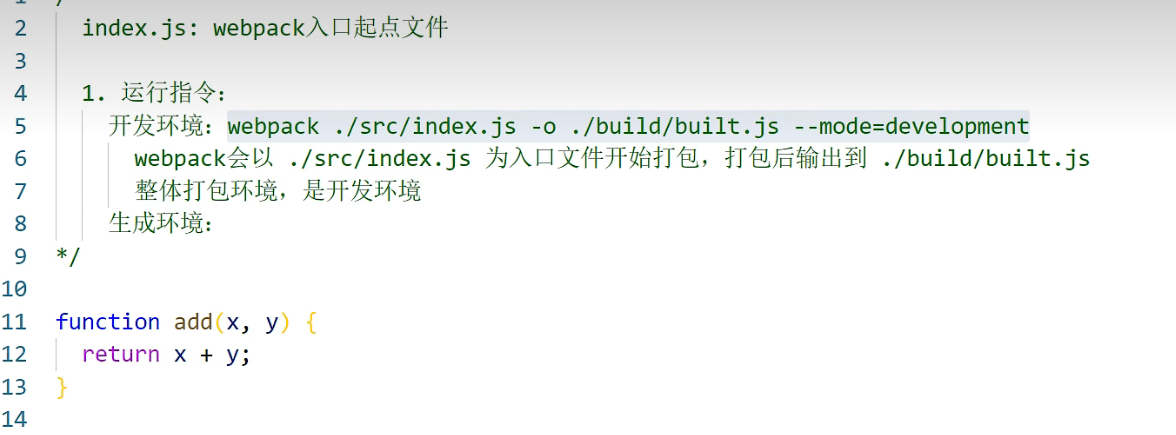 /
2 index.js: webpack入口起点文件
3
4 1. 运行指令：
5 开发环境：webpack ./src/index.js -o ./build/built.js --mode=development
6 webpack会以 ./src/index.js 为入口文件开始打包，打包后输出到 ./build/built.js
7 整体打包环境，是开发环境
8 生成环境：
9 */
10
11 function add(x, y) {
12 return x + y;
13 }
14